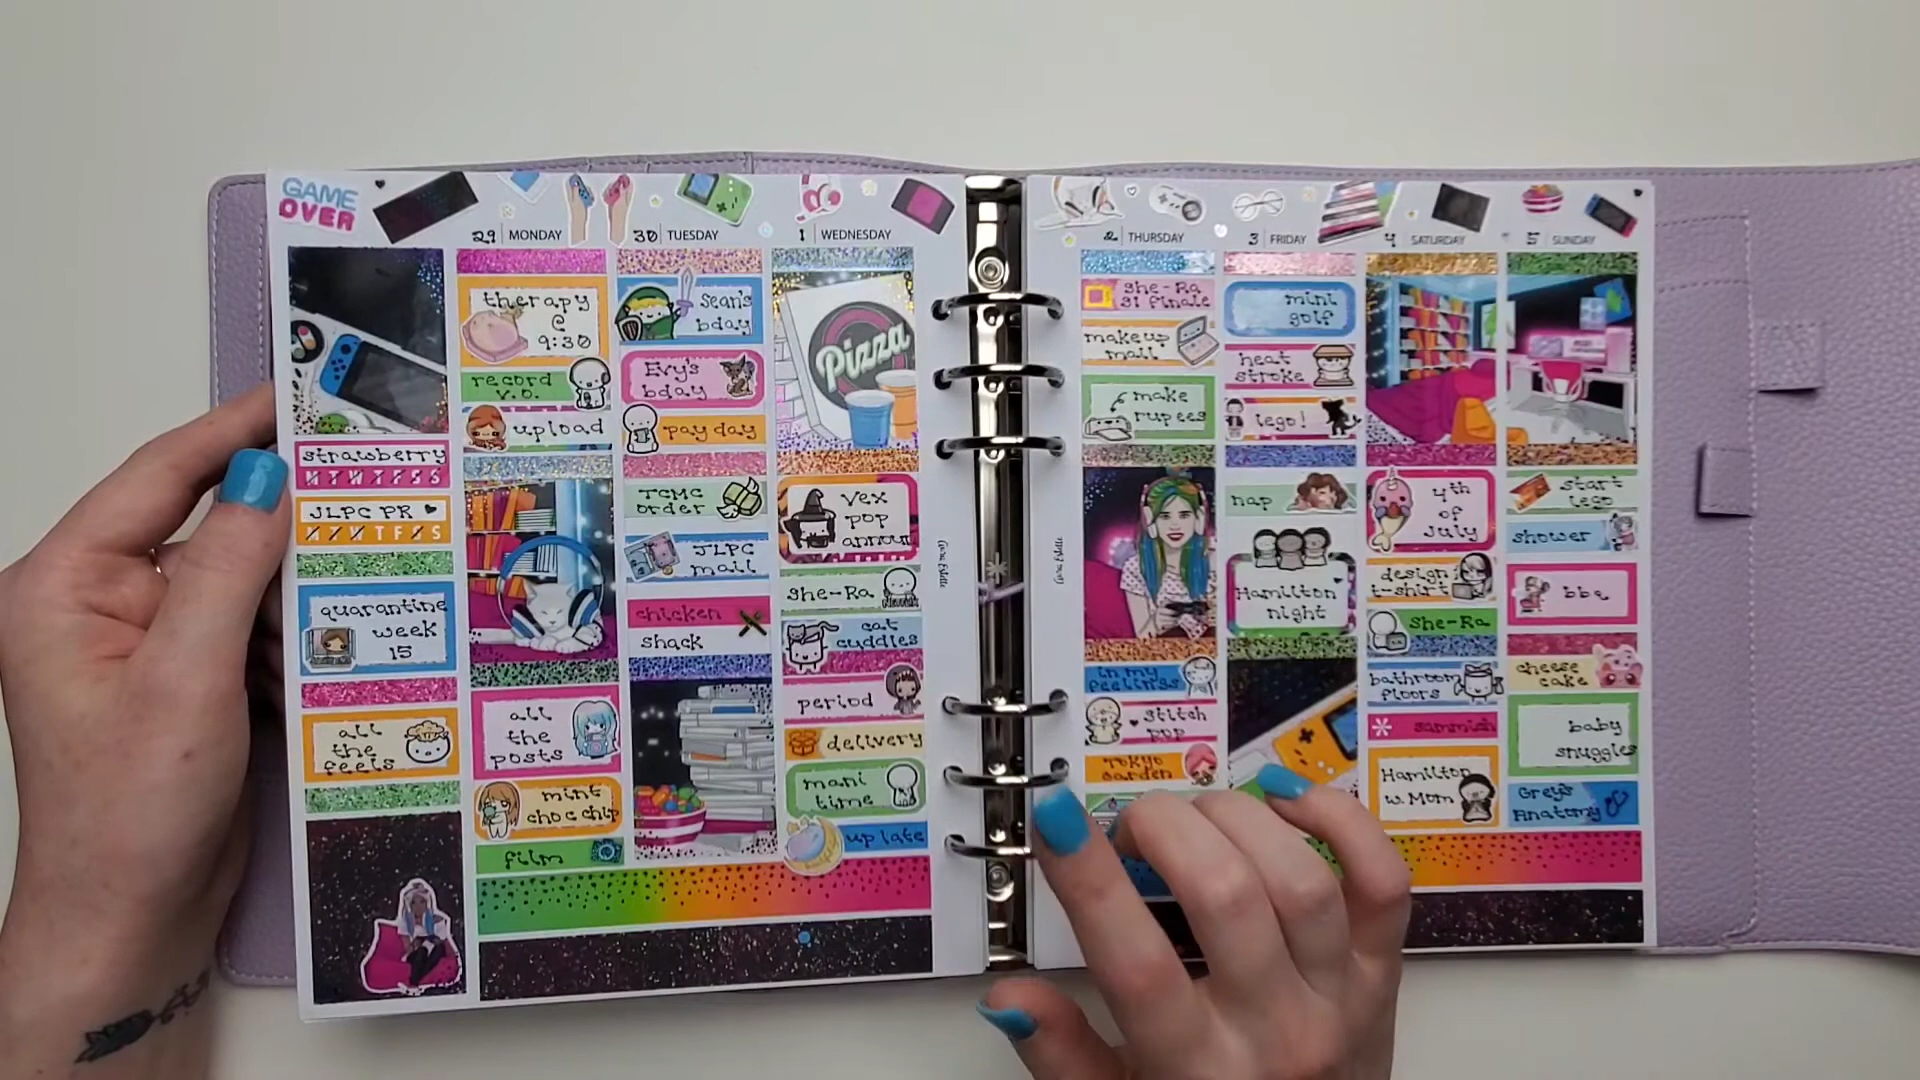 GAME
OVER
29 MONDAY
30 TUESDAY
1 WEDNESDAY
2 THURSDAY
3 FRIDAY
4 SATURDAY
5 SUNDAY
strawberry
MTWTFSS
JLPC PR
MTWTFSS
quarantine
week
15
all
the
feels
therapy
@
9:30
record
v.o.
upload
all
the
posts
mint
choc chip
film
Sean's
bday
Evy's
bday
pay day
TCMC
order
JLPC
mail
chicken
shack
Pizza
Vex
pop
announ
she-Ra
cat
cuddles
period
delivery
mani
time
up late
She-Ra
S1 finale
makeup
mail
make
rupees
in my
feelings
stitch
pop
Tokyo
Garden
mini
golf
heat
stroke
lego!
nap
Hamilton
night
4th
of
July
design
t-shirt
She-Ra
bathroom
floors
sammich
Hamilton
w. Mom
start
lego
shower
bbq
cheese
cake
baby
snuggles
Grey's
Anatomy